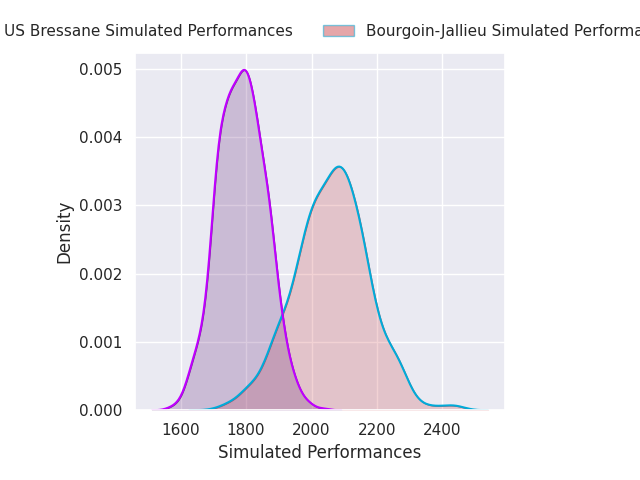 US Bressane Simulated Performances
Bourgoin-Jallieu Simulated Performa
0.005
0.004
0.003
0.002
0.001
0.000
Density
1600 1800 2000 2200 2400
Simulated Performances